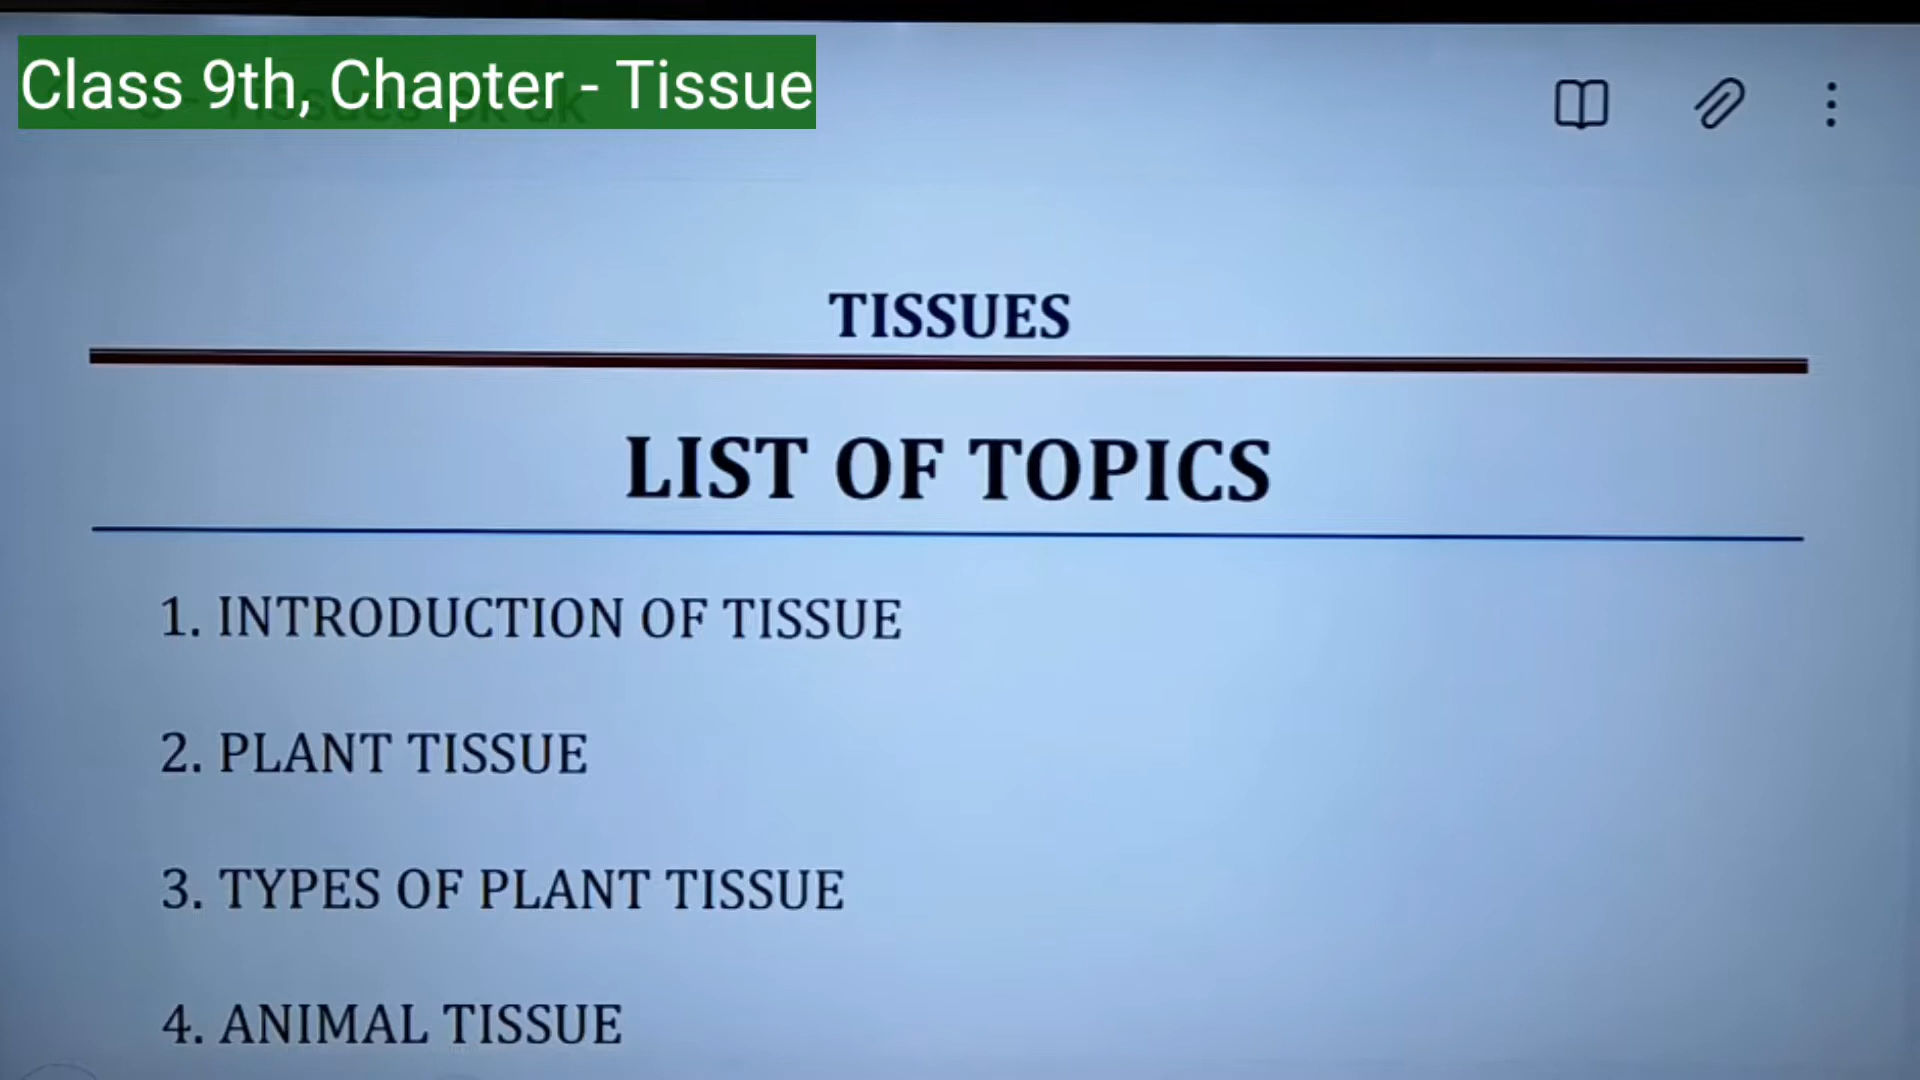 Class 9th, Chapter - Tissue
TISSUES
LIST OF TOPICS
1. INTRODUCTION OF TISSUE
2. PLANT TISSUE
3. TYPES OF PLANT TISSUE
4. ANIMAL TISSUE